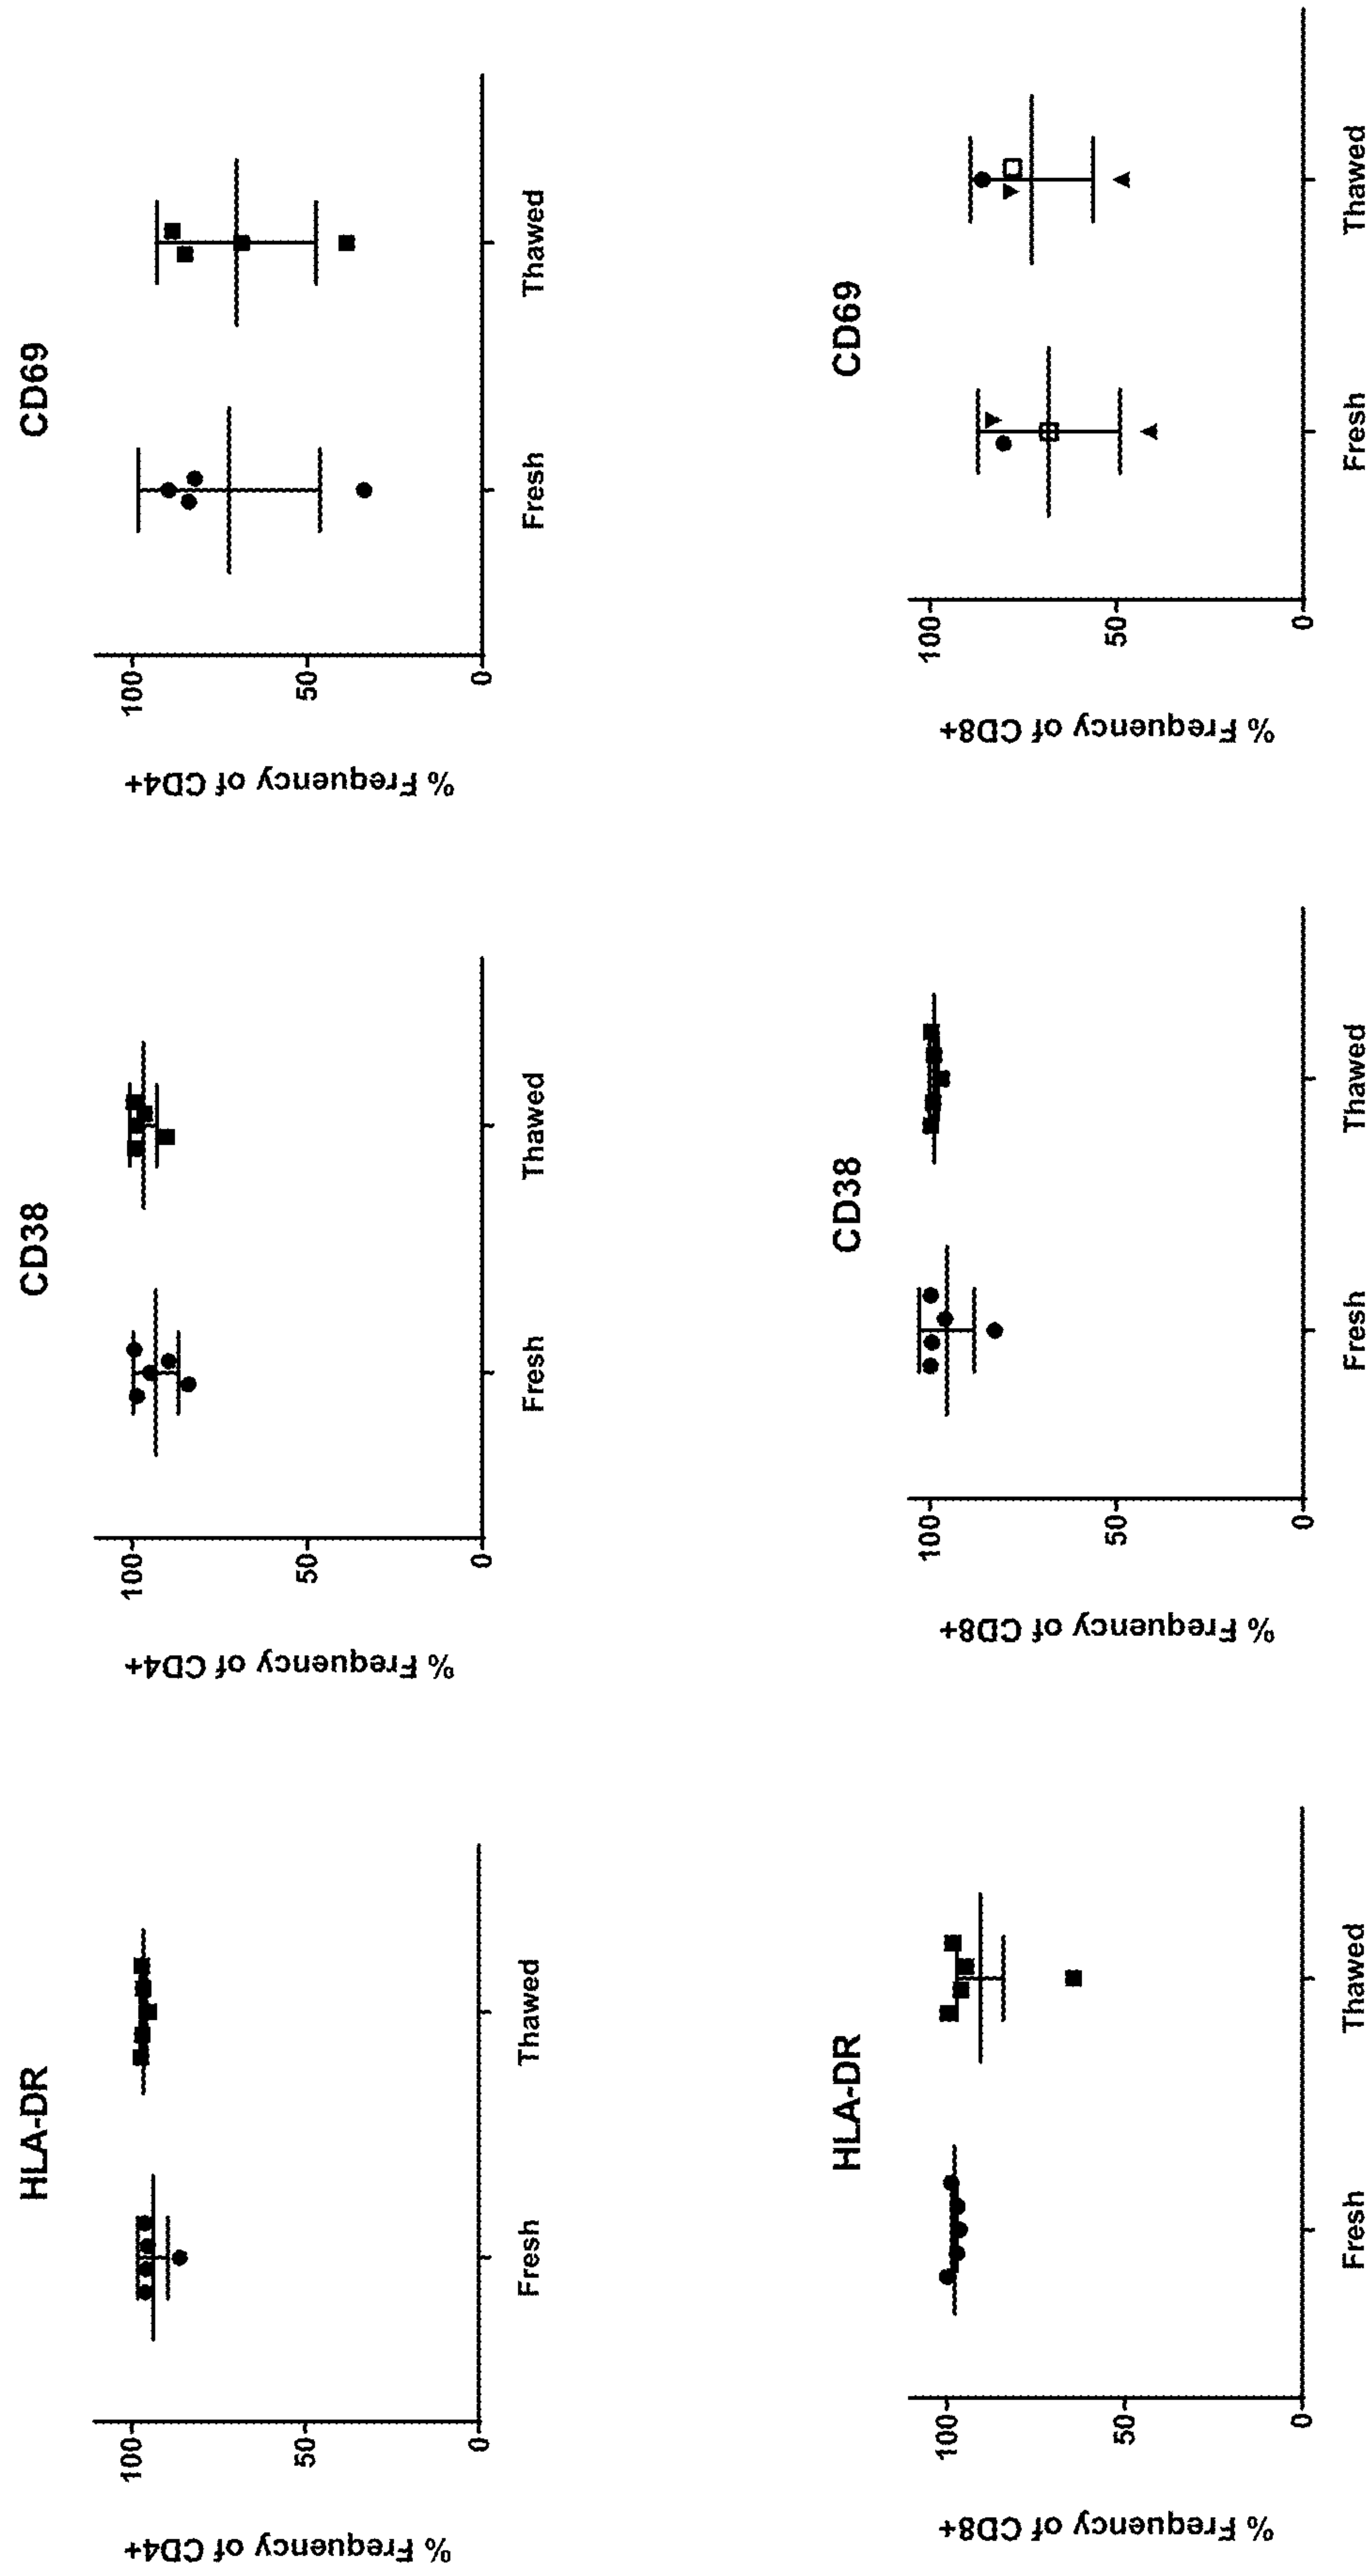 HLA-DR
% Frequency of CD4+
100
50
0
Fresh
Thawed
CD38
% Frequency of CD4+
100
50
0
Fresh
Thawed
CD69
% Frequency of CD4+
100
50
0
Fresh
Thawed
HLA-DR
% Frequency of CD8+
100
50
0
Fresh
Thawed
CD38
% Frequency of CD8+
100
50
0
Fresh
Thawed
CD69
% Frequency of CD8+
100
50
0
Fresh
Thawed